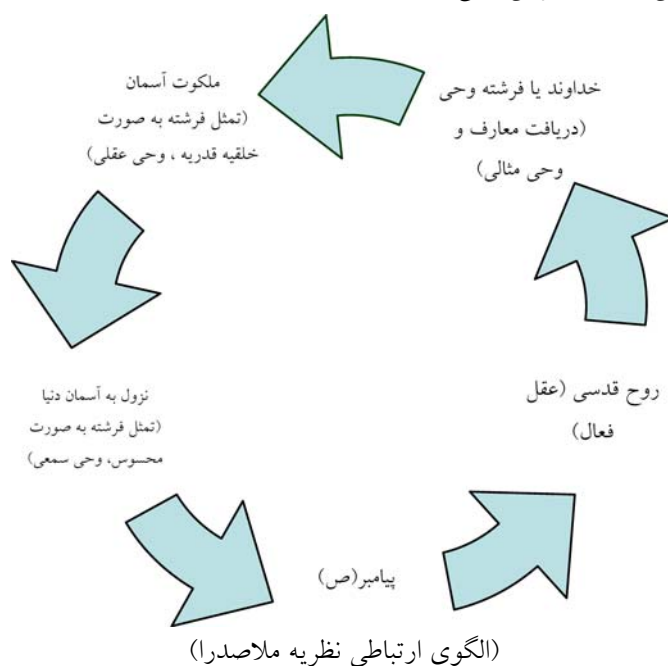 خداوند یا فرشته وحی
(دریافت معارف و
وحی مثالی)
ملکوت آسمان
(تمثل فرشته به صورت
خلقیه قدریه ، وحی عقلی)
نزول به آسمان دنیا
(تمثل فرشته به صورت
محسوس، وحی سمعی)
پیامبر(ص)
روح قدسی (عقل
فعال)
(الگوی ارتباطی نظریه ملاصدرا)